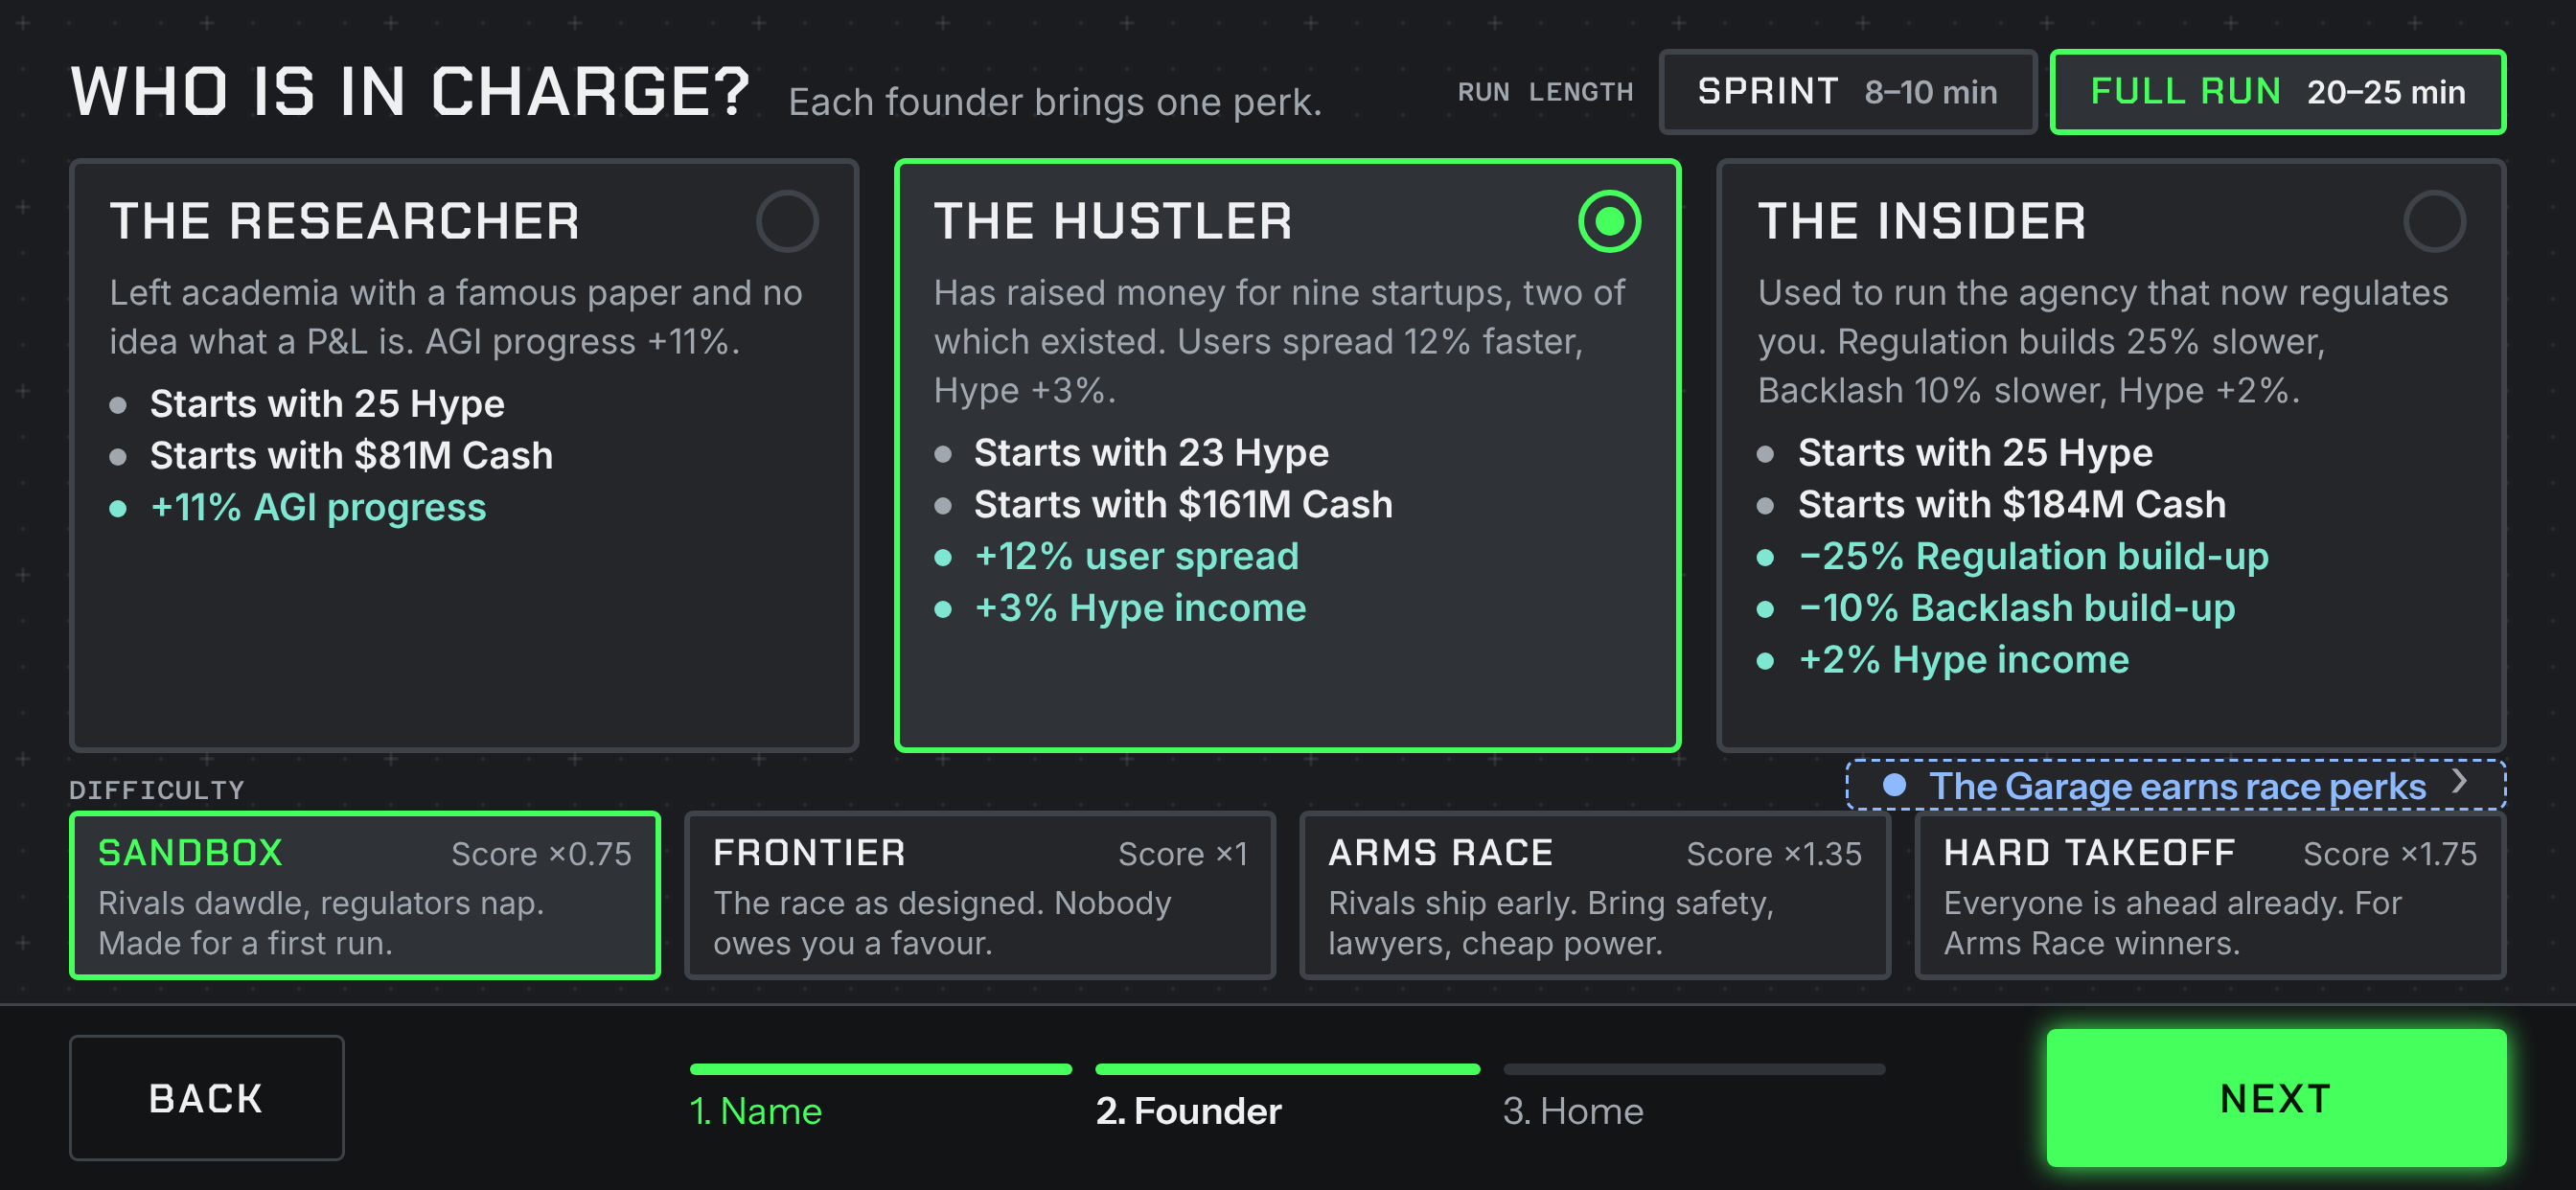 WHO IS IN CHARGE? Each founder brings one perk.
RUN LENGTH
SPRINT 8–10 min
FULL RUN 20–25 min
THE RESEARCHER
Left academia with a famous paper and no
idea what a P&L is. AGI progress +11%.
Starts with 25 Hype
Starts with $81M Cash
+11% AGI progress
THE HUSTLER
Has raised money for nine startups, two of
which existed. Users spread 12% faster,
Hype +3%.
Starts with 23 Hype
Starts with $161M Cash
+12% user spread
+3% Hype income
THE INSIDER
Used to run the agency that now regulates
you. Regulation builds 25% slower,
Backlash 10% slower, Hype +2%.
Starts with 25 Hype
Starts with $184M Cash
−25% Regulation build-up
−10% Backlash build-up
+2% Hype income
DIFFICULTY
The Garage earns race perks
SANDBOX Score ×0.75
Rivals dawdle, regulators nap.
Made for a first run.
FRONTIER Score ×1
The race as designed. Nobody
owes you a favour.
ARMS RACE Score ×1.35
Rivals ship early. Bring safety,
lawyers, cheap power.
HARD TAKEOFF Score ×1.75
Everyone is ahead already. For
Arms Race winners.
BACK
1. Name
2. Founder
3. Home
NEXT